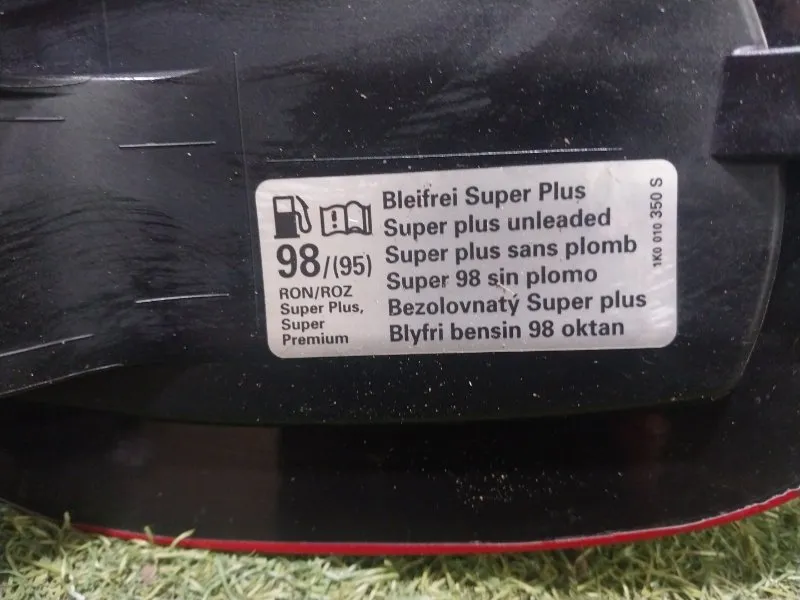 98/(95)
RON/ROZ
Super Plus,
Super
Premium
Bleifrei Super Plus
Super plus unleaded
Super plus sans plomb
Super 98 sin plomo
Bezolovnatý Super plus
Blyfri bensin 98 oktan
1K0 010 350 S